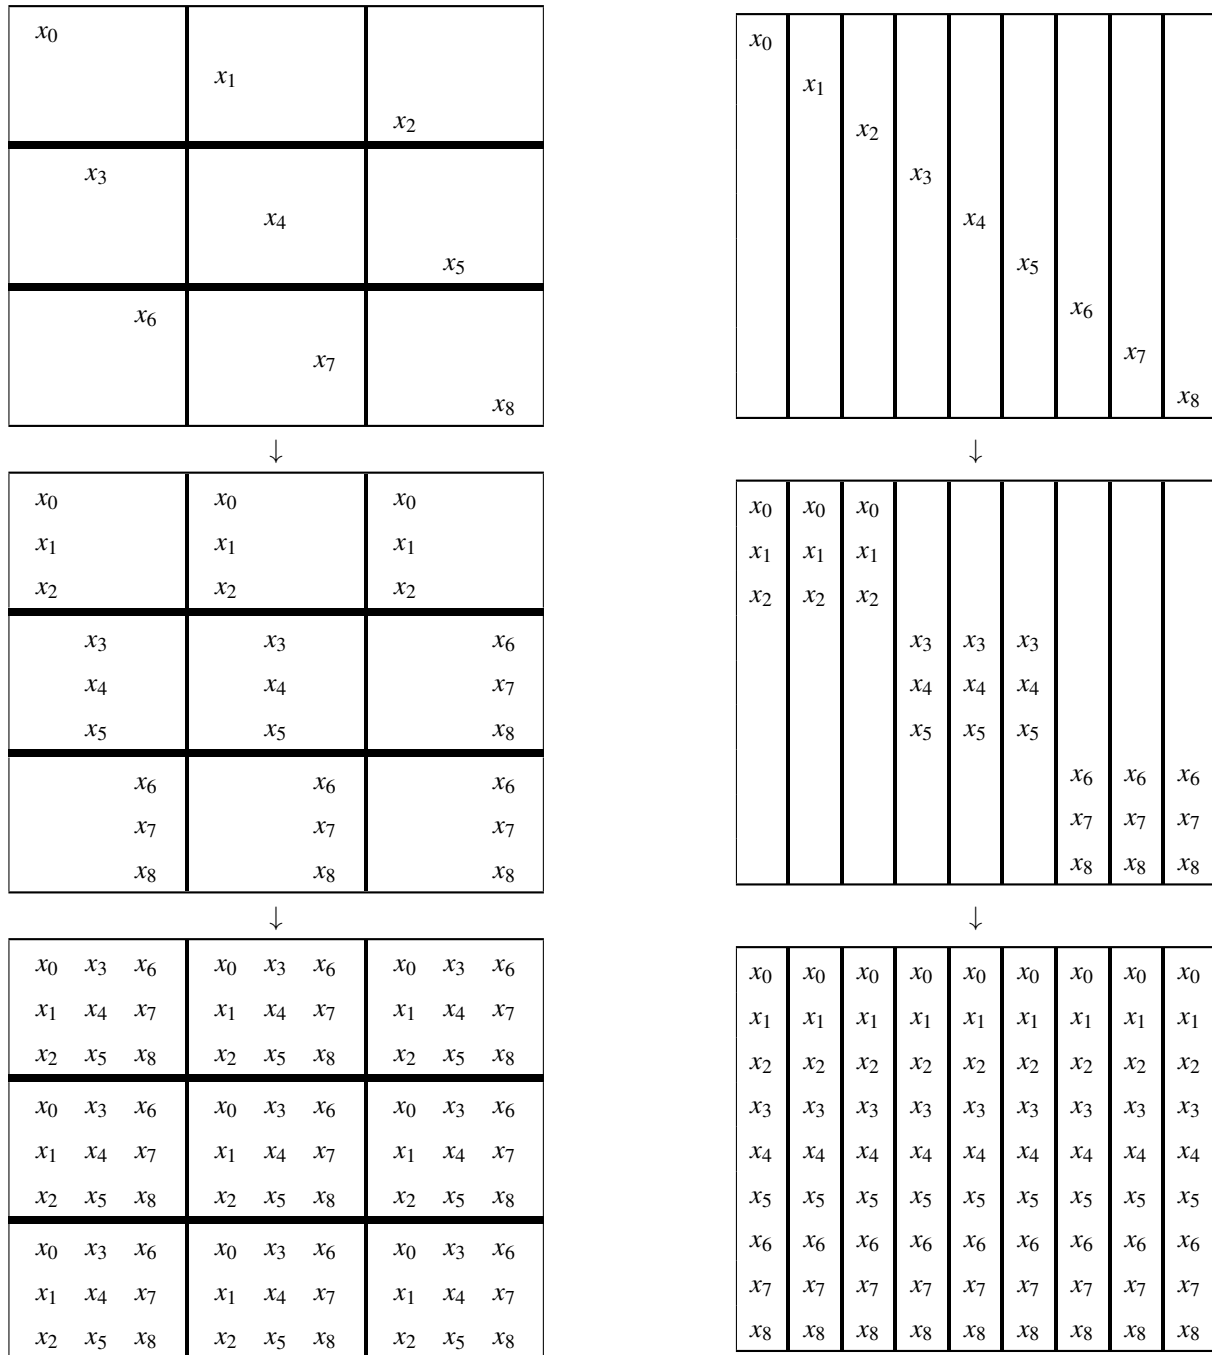 x₀
x₁
x₂
x₃
x₄
x₅
x₆
x₇
x₈
↓
x₀ x₀ x₀
x₁ x₁ x₁
x₂ x₂ x₂
x₃ x₃ x₆
x₄ x₄ x₇
x₅ x₅ x₈
x₆ x₆ x₆
x₇ x₇ x₇
x₈ x₈ x₈
↓
x₀ x₃ x₆ x₀ x₃ x₆ x₀ x₃ x₆
x₁ x₄ x₇ x₁ x₄ x₇ x₁ x₄ x₇
x₂ x₅ x₈ x₂ x₅ x₈ x₂ x₅ x₈
x₀ x₃ x₆ x₀ x₃ x₆ x₀ x₃ x₆
x₁ x₄ x₇ x₁ x₄ x₇ x₁ x₄ x₇
x₂ x₅ x₈ x₂ x₅ x₈ x₂ x₅ x₈
x₀ x₃ x₆ x₀ x₃ x₆ x₀ x₃ x₆
x₁ x₄ x₇ x₁ x₄ x₇ x₁ x₄ x₇
x₂ x₅ x₈ x₂ x₅ x₈ x₂ x₅ x₈
x₀
x₁
x₂
x₃
x₄
x₅
x₆
x₇
x₈
↓
x₀ x₀ x₀
x₁ x₁ x₁
x₂ x₂ x₂
x₃ x₃ x₃
x₄ x₄ x₄
x₅ x₅ x₅
x₆ x₆ x₆
x₇ x₇ x₇
x₈ x₈ x₈
↓
x₀ x₀ x₀ x₀ x₀ x₀ x₀ x₀ x₀
x₁ x₁ x₁ x₁ x₁ x₁ x₁ x₁ x₁
x₂ x₂ x₂ x₂ x₂ x₂ x₂ x₂ x₂
x₃ x₃ x₃ x₃ x₃ x₃ x₃ x₃ x₃
x₄ x₄ x₄ x₄ x₄ x₄ x₄ x₄ x₄
x₅ x₅ x₅ x₅ x₅ x₅ x₅ x₅ x₅
x₆ x₆ x₆ x₆ x₆ x₆ x₆ x₆ x₆
x₇ x₇ x₇ x₇ x₇ x₇ x₇ x₇ x₇
x₈ x₈ x₈ x₈ x₈ x₈ x₈ x₈ x₈